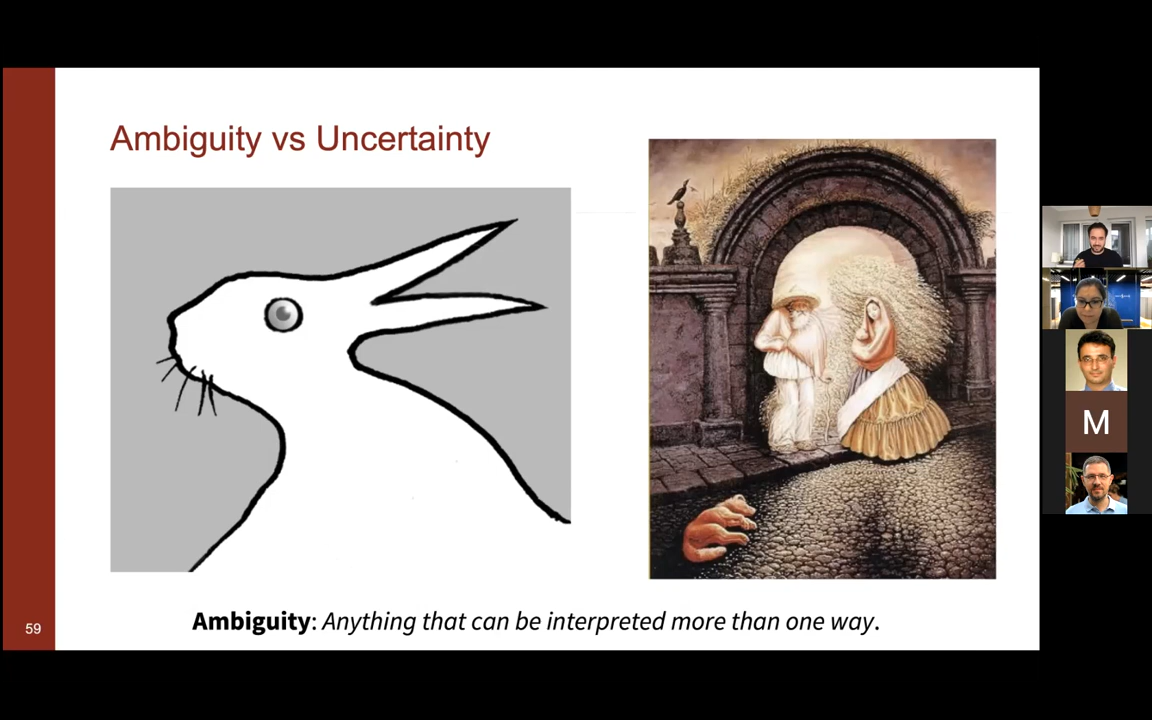 Ambiguity vs Uncertainty
M
Ambiguity: Anything that can be interpreted more than one way.
59